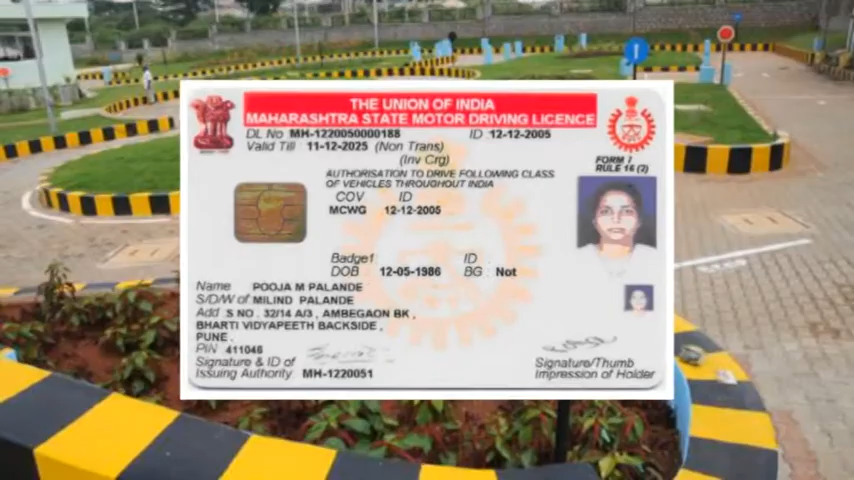 THE UNION OF INDIA
MAHARASHTRA STATE MOTOR DRIVING LICENCE
DL No MH-1220050000188 ID 12-12-2005
Valid Till : 11-12-2025 (Non Trans)
(Inv Crg)
FORM 7
RULE 16 (2)
AUTHORISATION TO DRIVE FOLLOWING CLASS
OF VEHICLES THROUGHOUT INDIA
COV ID
MCWG 12-12-2005
Badge1 ID :
DOB 12-05-1986 BG : Not
Name POOJA M PALANDE
S/D/W of MILIND PALANDE
Add S NO . 32/14 A/3 , AMBEGAON BK ,
BHARTI VIDYAPEETH BACKSIDE ,
PUNE .
PIN 411046
Signature & ID of
Issuing Authority MH-1220051
Signature/Thumb
Impression of Holder